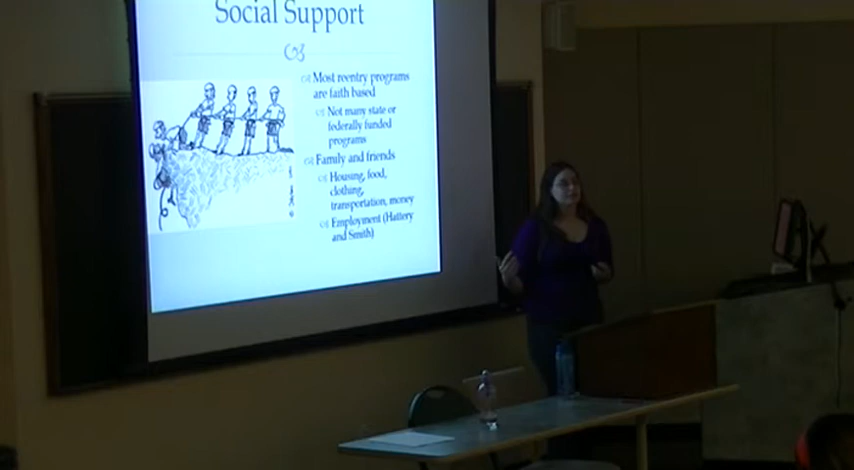 Social Support
Most reentry programs
are faith based
Not many state or
federally funded
programs
Family and friends
Housing, food,
clothing,
transportation, money
Employment (Hattery
and Smith)